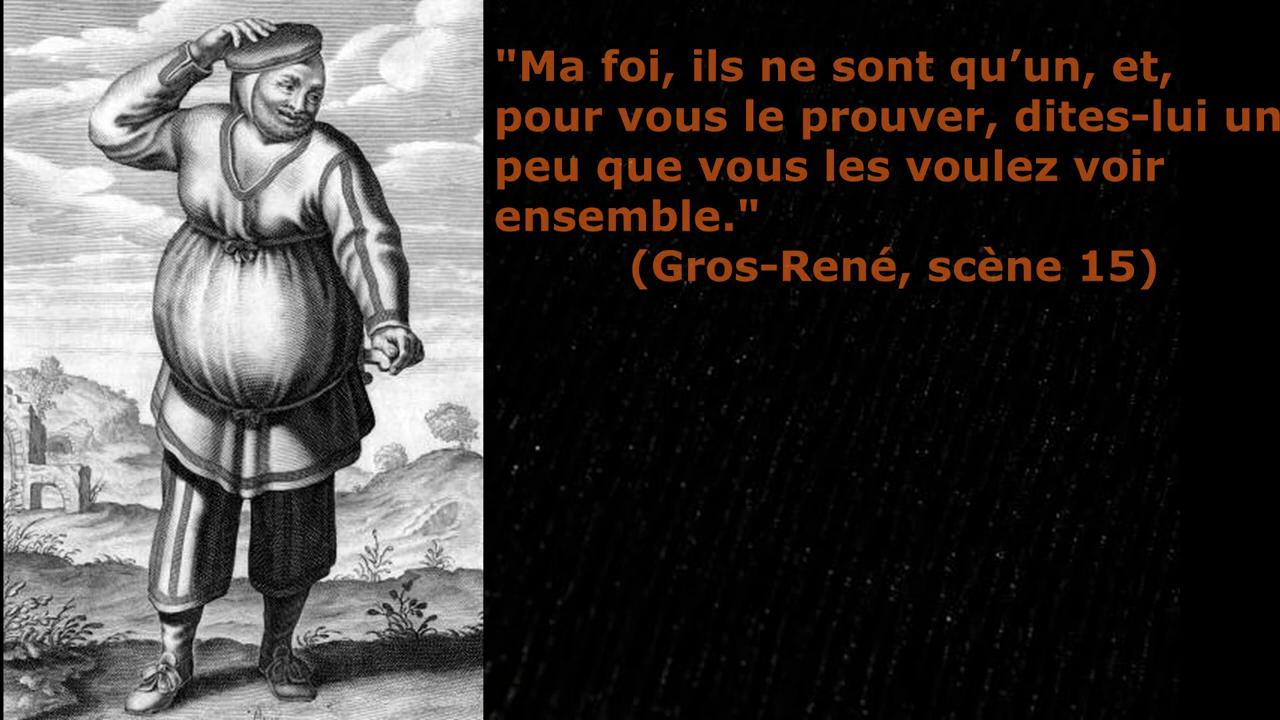 "Ma foi, ils ne sont qu’un, et,
pour vous le prouver, dites-lui un
peu que vous les voulez voir
ensemble."
(Gros-René, scène 15)